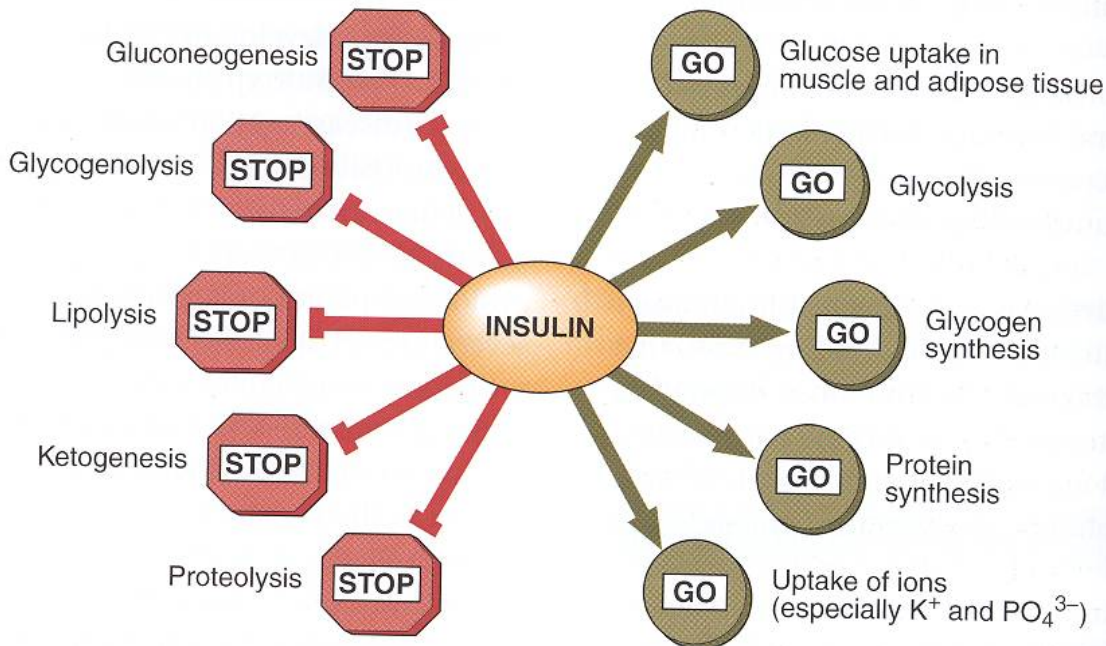 Gluconeogenesis
STOP
Glycogenolysis
STOP
Lipolysis
STOP
Ketogenesis
STOP
Proteolysis
STOP
INSULIN
GO
Glucose uptake in
muscle and adipose tissue
GO
Glycolysis
GO
Glycogen
synthesis
GO
Protein
synthesis
GO
Uptake of ions
(especially K⁺ and PO₄³⁻)